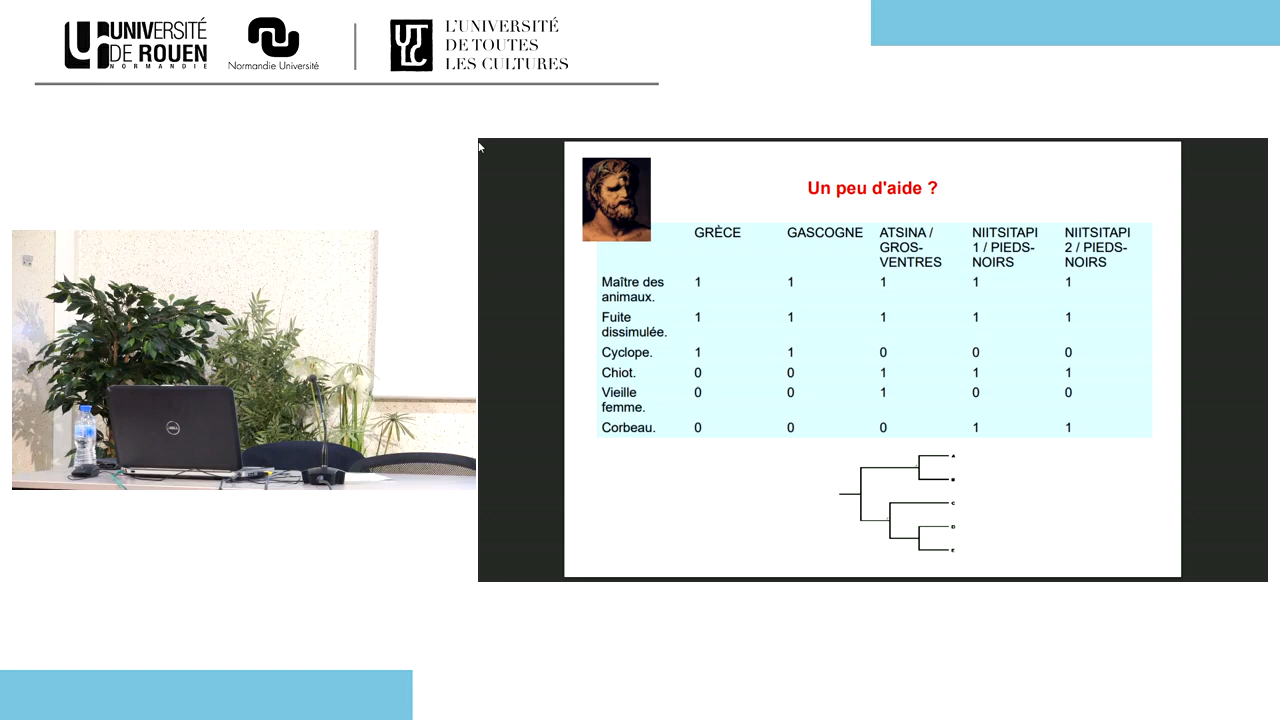 UNIVERSITÉ
DE ROUEN
NORMANDIE
Normandie Université
UTLC
L'UNIVERSITÉ
DE TOUTES
LES CULTURES
Un peu d'aide ?
GRÈCE GASCOGNE ATSINA / GROS-VENTRES NIITSITAPI 1 / PIEDS-NOIRS NIITSITAPI 2 / PIEDS-NOIRS
Maître des animaux. 1 1 1 1 1
Fuite dissimulée. 1 1 1 1 1
Cyclope. 1 1 0 0 0
Chiot. 0 0 1 1 1
Vieille femme. 0 0 1 0 0
Corbeau. 0 0 0 1 1
A
B
C
D
E
DELL